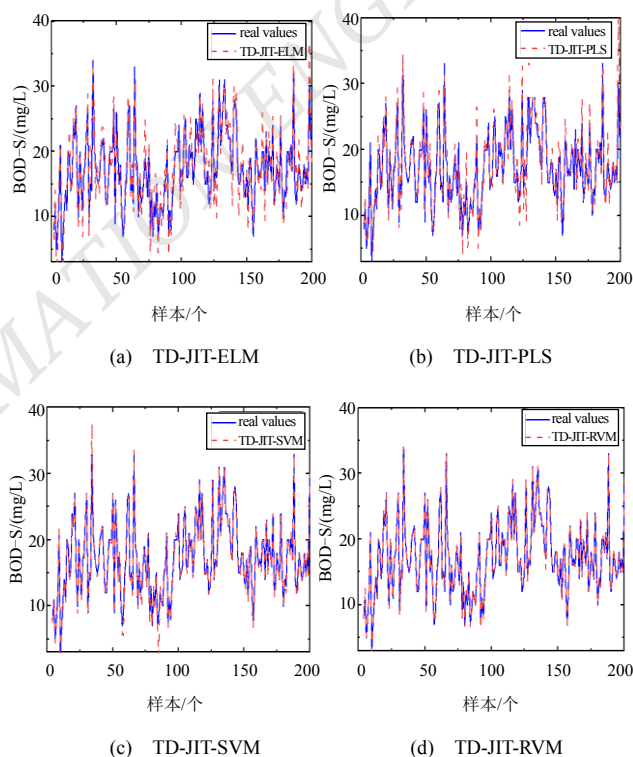 MATION ENGI
40
30
20
10
BOD−S/(mg/L)
real values
TD-JIT-ELM
0 50 100 150 200
样本/个
(a) TD-JIT-ELM
40
30
20
10
BOD−S/(mg/L)
real values
TD-JIT-PLS
0 50 100 150 200
样本/个
(b) TD-JIT-PLS
40
30
20
10
BOD−S/(mg/L)
real values
TD-JIT-SVM
0 50 100 150 200
样本/个
(c) TD-JIT-SVM
40
30
20
10
BOD−S/(mg/L)
real values
TD-JIT-RVM
0 50 100 150 200
样本/个
(d) TD-JIT-RVM